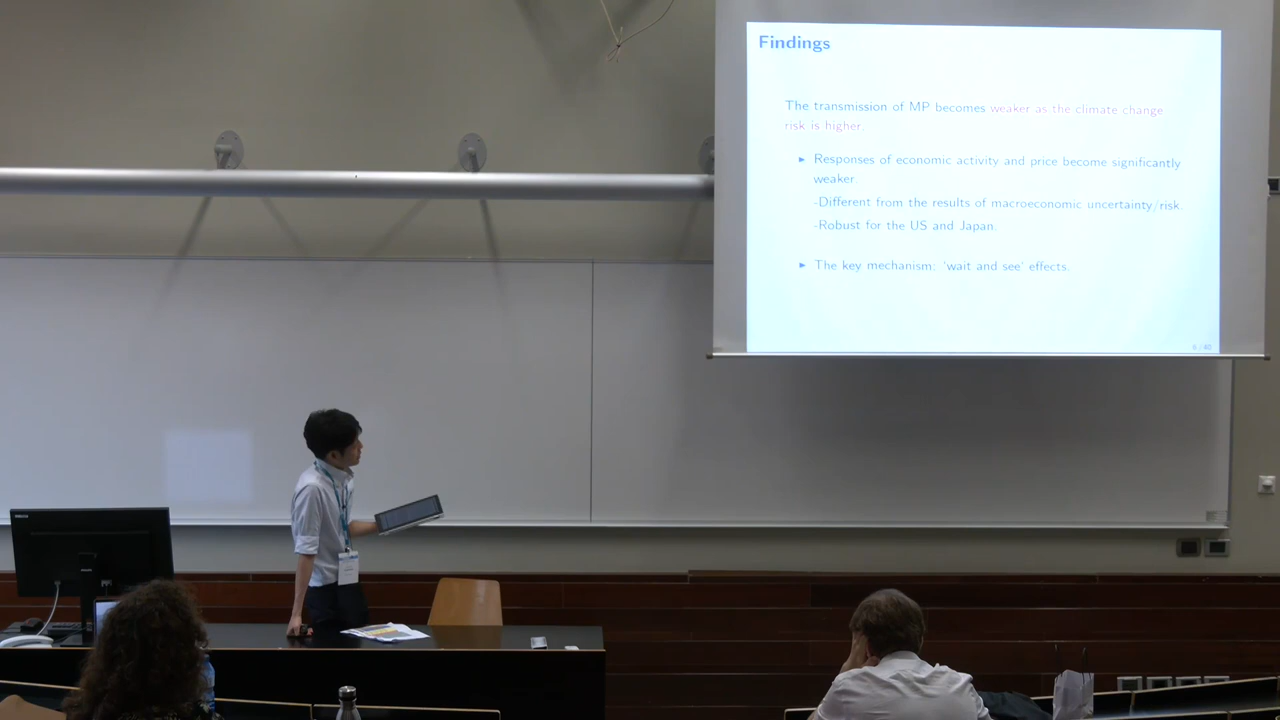 Findings
The transmission of MP becomes weaker as the climate change
risk is higher.
▶ Responses of economic activity and price become significantly
weaker.
-Different from the results of macroeconomic uncertainty/risk.
-Robust for the US and Japan.
▶ The key mechanism: 'wait and see' effects.